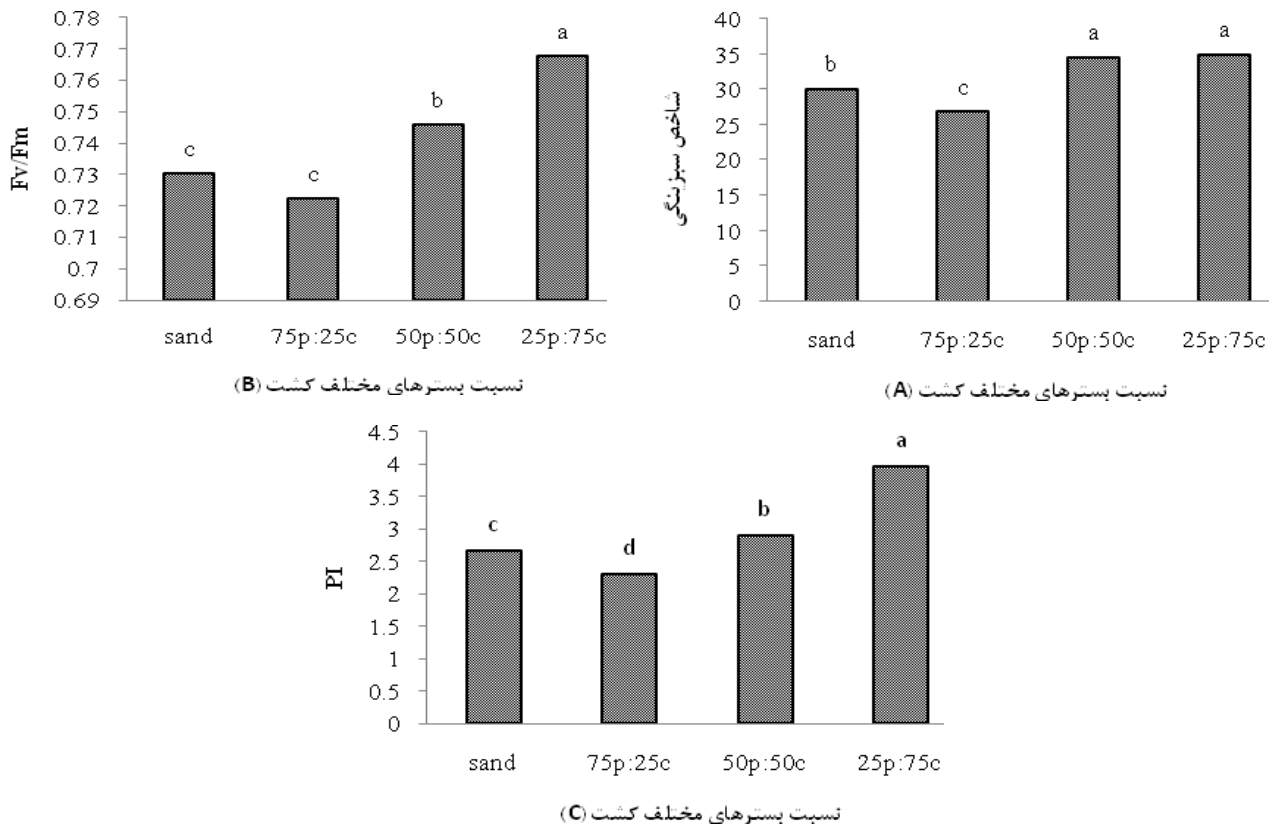 0.78
0.77
0.76
0.75
0.74
0.73
0.72
0.71
0.7
0.69
Fv/Fm
c
c
b
a
sand 75p:25c 50p:50c 25p:75c
نسبت بسترهای مختلف کشت (B)
40
35
30
25
20
15
10
5
0
شاخص سبزینگی
b
c
a
a
sand 75p:25c 50p:50c 25p:75c
نسبت بسترهای مختلف کشت (A)
4.5
4
3.5
3
2.5
2
1.5
1
0.5
0
PI
c
d
b
a
sand 75p:25c 50p:50c 25p:75c
نسبت بسترهای مختلف کشت (C)